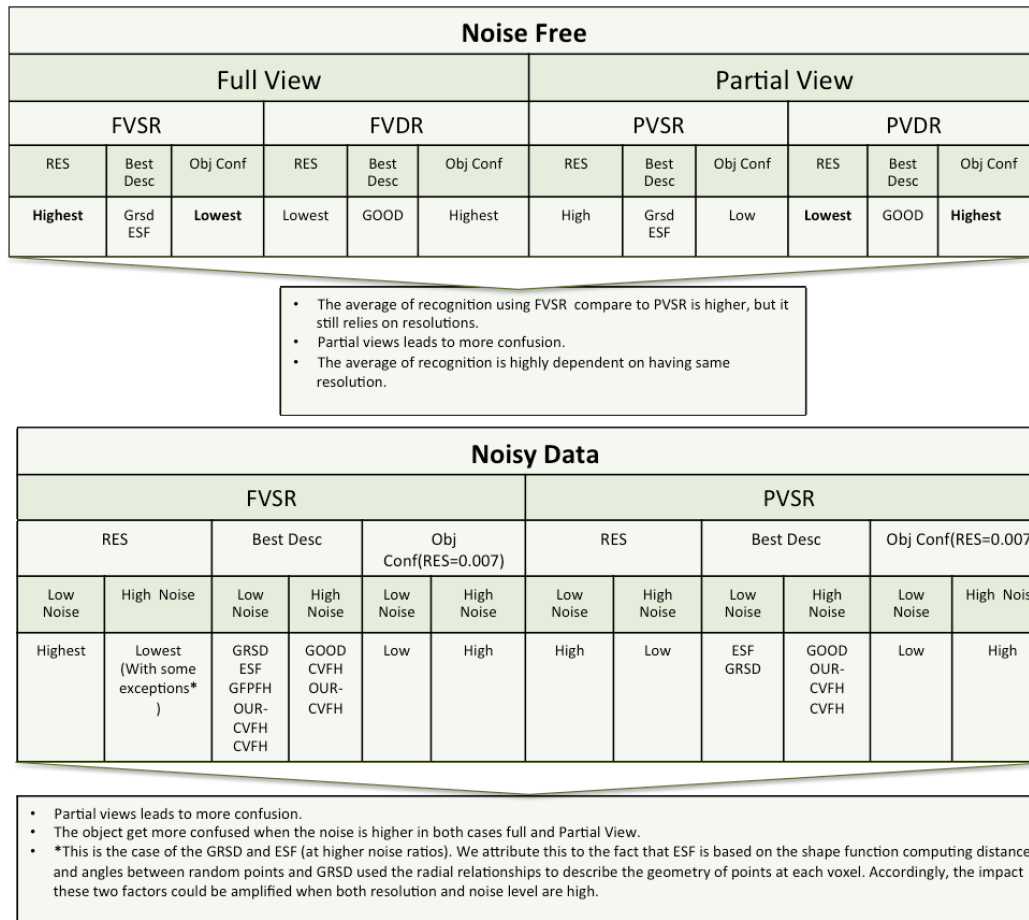 Noise Free
Full View Partial View
FVSR FVDR PVSR PVDR
RES Best Obj Conf RES Best Obj Conf RES Best Obj Conf RES Best Obj Conf
Desc Desc Desc Desc
Highest Grsd Lowest Lowest GOOD Highest High Grsd Low Lowest GOOD Highest
ESF ESF
• The average of recognition using FVSR compare to PVSR is higher, but it
still relies on resolutions.
• Partial views leads to more confusion.
• The average of recognition is highly dependent on having same
resolution.
Noisy Data
FVSR PVSR
RES Best Desc Obj RES Best Desc Obj Conf(RES=0.007
Conf(RES=0.007)
Low High Noise Low High Low High Low High Low High Low High Nois
Noise Noise Noise Noise Noise Noise Noise Noise Noise Noise
Highest Lowest GRSD GOOD Low High High Low ESF GOOD Low High
(With some ESF CVFH GRSD OUR-
exceptions* GFPFH OUR- CVFH
) OUR- CVFH CVFH
CVFH
CVFH
• Partial views leads to more confusion.
• The object get more confused when the noise is higher in both cases full and Partial View.
• *This is the case of the GRSD and ESF (at higher noise ratios). We attribute this to the fact that ESF is based on the shape function computing distance
and angles between random points and GRSD used the radial relationships to describe the geometry of points at each voxel. Accordingly, the impact
these two factors could be amplified when both resolution and noise level are high.